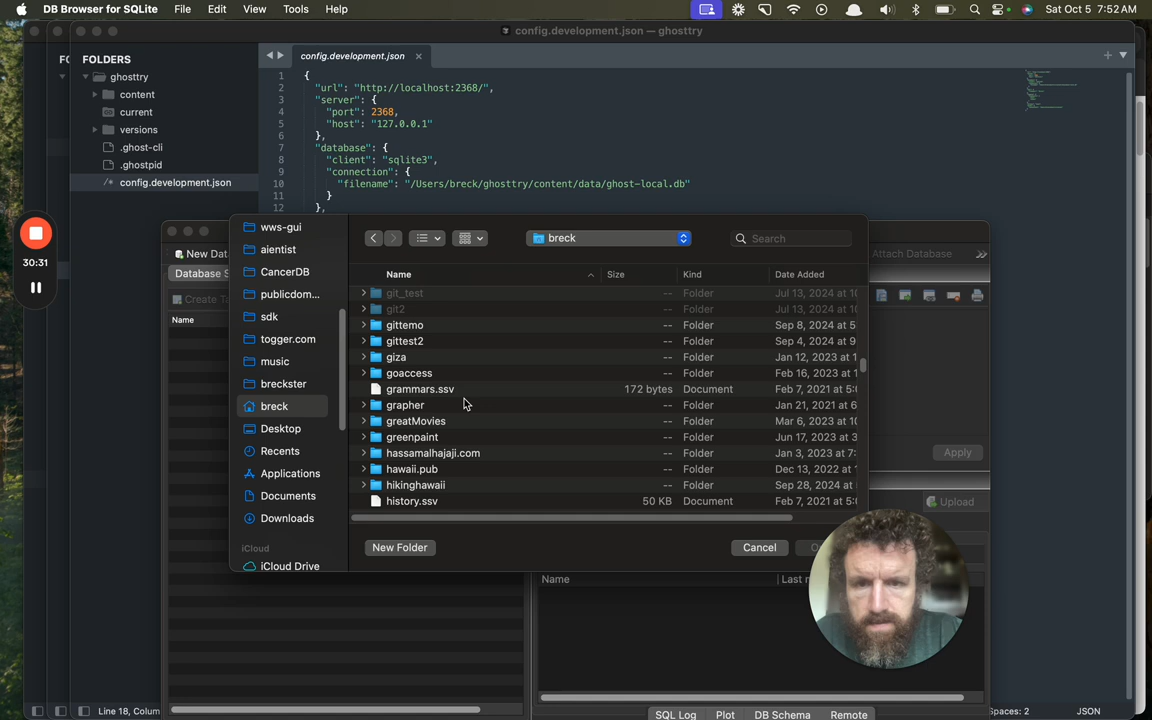 DB Browser for SQLite File Edit View Tools Help Sat Oct 5 7:52 AM
config.development.json — ghosttry
FOLDERS
ghosttry
content
current
versions
.ghost-cli
.ghostpid
/* config.development.json
config.development.json ×
1 {
2 "url": "http://localhost:2368/",
3 "server": {
4 "port": 2368,
5 "host": "127.0.0.1"
6 },
7 "database": {
8 "client": "sqlite3",
9 "connection": {
10 "filename": "/Users/breck/ghosttry/content/data/ghost-local.db"
11 }
12 },
30:31
New Dat
Attach Database
Database S
Create T
Name
wws-gui
aientist
CancerDB
publicdom...
sdk
togger.com
music
breckster
breck
Desktop
Recents
Applications
Documents
Downloads
iCloud
iCloud Drive
breck
Search
Name Size Kind Date Added
git_test -- Folder Jul 13, 2024 at 10
git2 -- Folder Jul 13, 2024 at 10
gittemo -- Folder Sep 8, 2024 at 5
gittest2 -- Folder Sep 4, 2024 at 9
giza -- Folder Jan 12, 2023 at 1
goaccess -- Folder Feb 16, 2023 at 1
grammars.ssv 172 bytes Document Feb 7, 2021 at 5:0
grapher -- Folder Jan 21, 2021 at 6
greatMovies -- Folder Mar 6, 2023 at 10
greenpaint -- Folder Jun 17, 2023 at 3
hassamalhajaji.com -- Folder Jan 3, 2023 at 7:
hawaii.pub -- Folder Dec 13, 2022 at
hikinghawaii -- Folder Sep 28, 2024 at
history.ssv 50 KB Document Feb 7, 2021 at 5:0
New Folder Cancel O
Apply
Upload
Name Last m
SQL Log Plot DB Schema Remote
Line 18, Colum
Spaces: 2 JSON